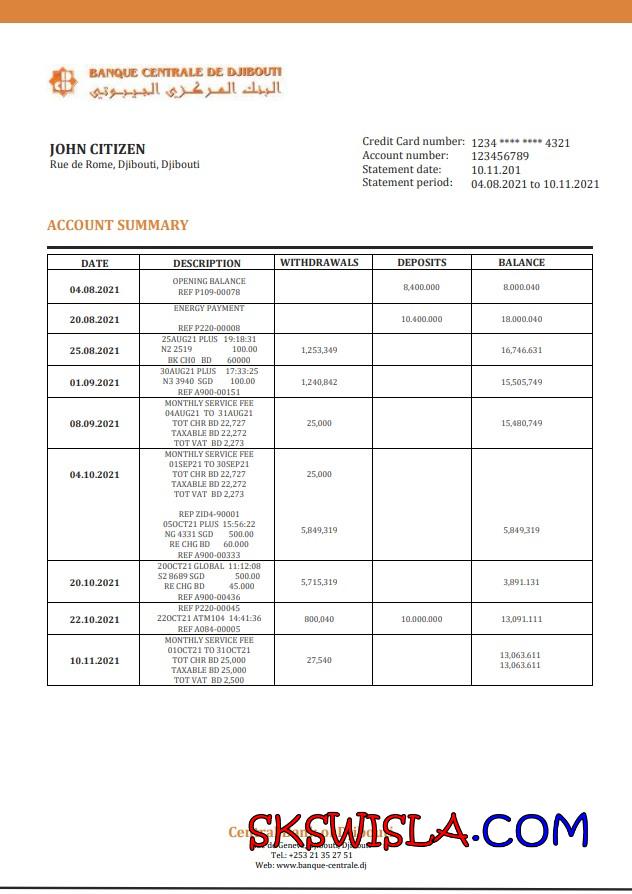 BANQUE CENTRALE DE DJIBOUTI
البنك المركزي الجيبوتي
JOHN CITIZEN
Rue de Rome, Djibouti, Djibouti
Credit Card number: 1234 **** **** 4321
Account number: 123456789
Statement date: 10.11.201
Statement period: 04.08.2021 to 10.11.2021
ACCOUNT SUMMARY
DATE DESCRIPTION WITHDRAWALS DEPOSITS BALANCE
04.08.2021 OPENING BALANCE 8,400.000 8.000.040
REF P109-00078
20.08.2021 ENERGY PAYMENT 10.400.000 18.000.040
REF P220-00008
25.08.2021 25AUG21 PLUS 19:18:31 1,253,349 16,746.631
N2 2519 100.00
BK CH0 BD 60000
01.09.2021 30AUG21 PLUS 17:33:25 1,240,842 15,505,749
N3 3940 SGD 100.00
REF A900-00151
08.09.2021 MONTHLY SERVICE FEE 25,000 15,480,749
04AUG21 TO 31AUG21
TOT CHR BD 22,727
TAXABLE BD 22,272
TOT VAT BD 2,273
04.10.2021 MONTHLY SERVICE FEE 25,000
01SEP21 TO 30SEP21
TOT CHR BD 22,727
TAXABLE BD 22,272
TOT VAT BD 2,273
REP ZID4-90001
05OCT21 PLUS 15:56:22 5,849,319 5,849,319
NG 4331 SGD 500.00
RE CHG BD 60.000
REF A900-00333
20.10.2021 20OCT21 GLOBAL 11:12:08 5,715,319 3,891.131
S2 8689 SGD 500.00
RE CHG BD 45.000
REF A900-00436
22.10.2021 REF P220-00045 800,040 10.000.000 13,091.111
22OCT21 ATM104 14:41:36
REF A084-00005
10.11.2021 MONTHLY SERVICE FEE 27,540 13,063.611
01OCT21 TO 31OCT21 13,063.611
TOT CHR BD 25,000
TAXABLE BD 25,000
TOT VAT BD 2,500
SKSWISLA.COM
Tel.: +253 21 35 27 51
Web: www.banque-centrale.dj